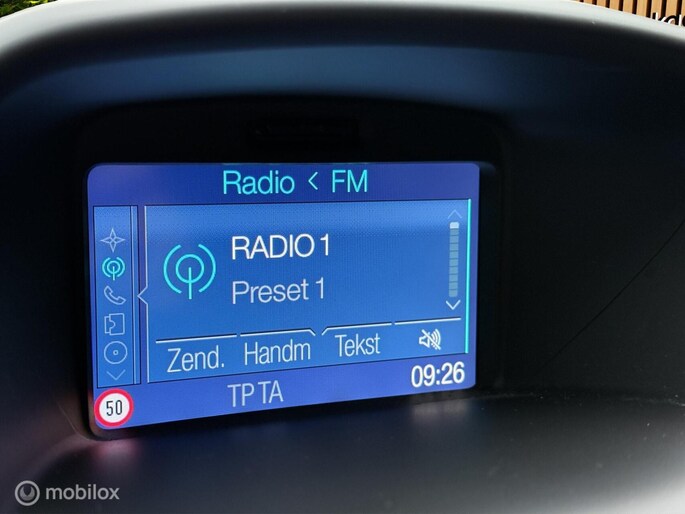 Radio < FM
RADIO 1
Preset 1
Zend. Handm Tekst
50 TP TA 09:26
mobilox